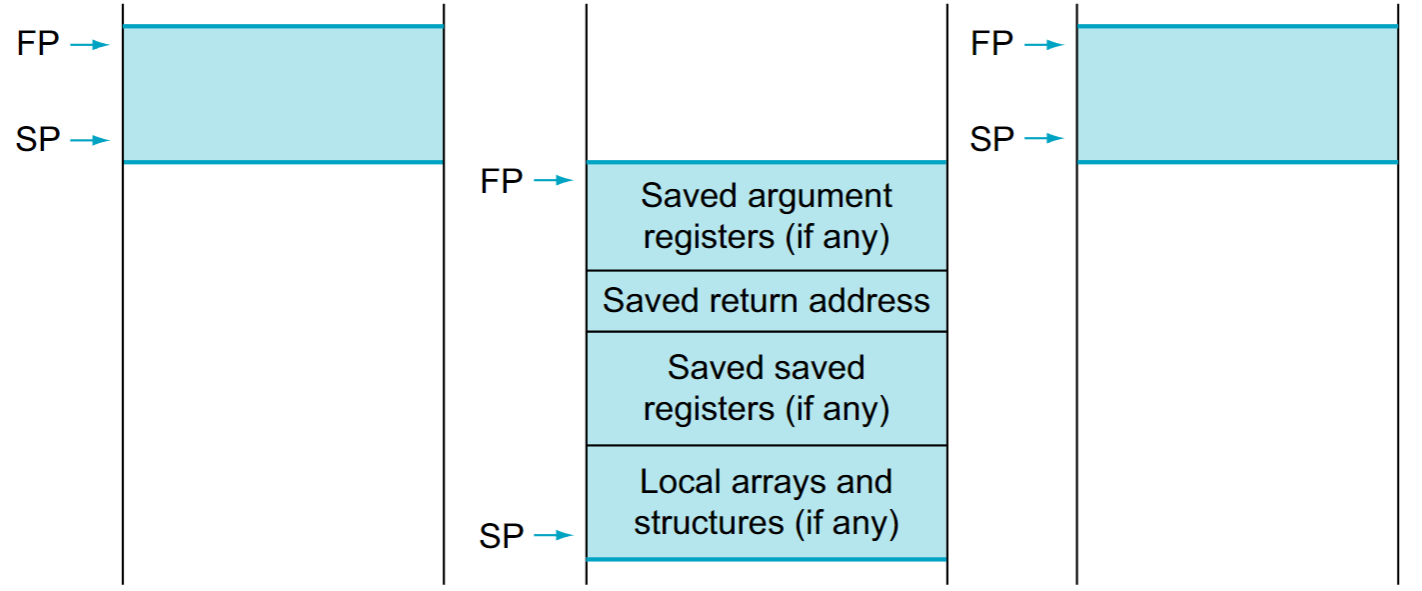 FP
SP
FP
Saved argument
registers (if any)
Saved return address
Saved saved
registers (if any)
Local arrays and
structures (if any)
SP
FP
SP